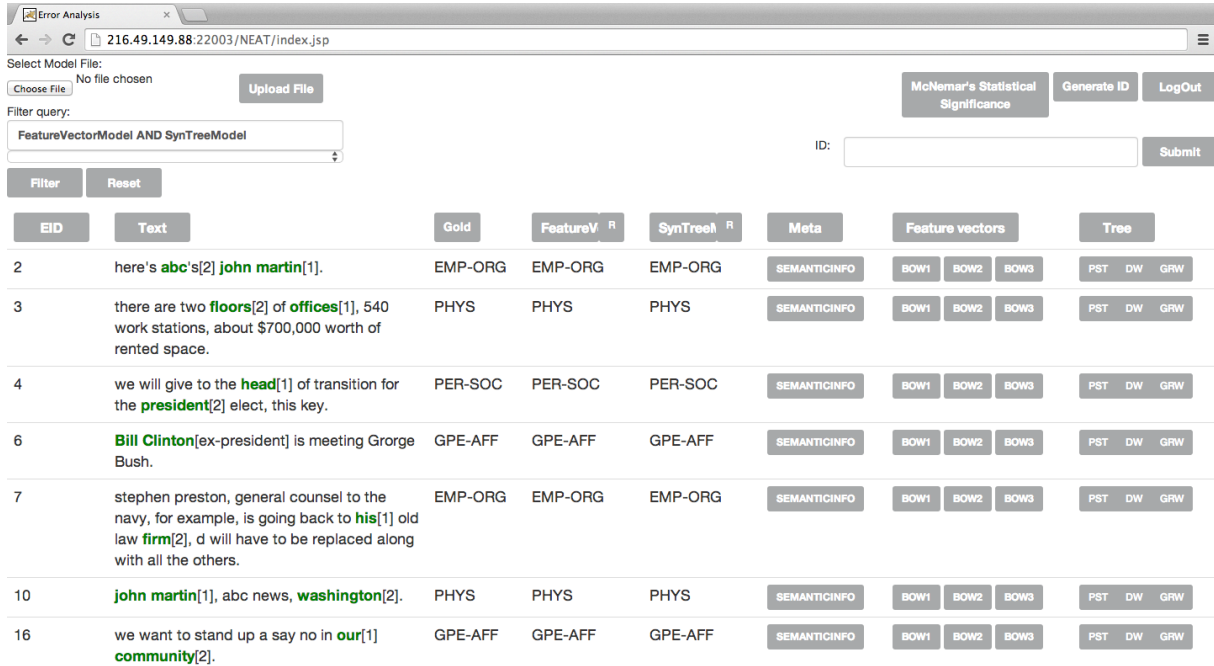 Error Analysis ×
216.49.149.88:22003/NEAT/index.jsp
Select Model File:
Choose File No file chosen
Upload File
McNemar's Statistical
Significance
Generate ID
LogOut
Filter query:
FeatureVectorModel AND SynTreeModel
ID:
Submit
Filter Reset
EID Text Gold FeatureV R SynTree R Meta Feature vectors Tree
2 here's abc's[2] john martin[1]. EMP-ORG EMP-ORG EMP-ORG SEMANTICINFO BOW1 BOW2 BOW3 PST DW GRW
3 there are two floors[2] of offices[1], 540 PHYS PHYS PHYS SEMANTICINFO BOW1 BOW2 BOW3 PST DW GRW
work stations, about $700,000 worth of
rented space.
4 we will give to the head[1] of transition for PER-SOC PER-SOC PER-SOC SEMANTICINFO BOW1 BOW2 BOW3 PST DW GRW
the president[2] elect, this key.
6 Bill Clinton[ex-president] is meeting Grorge GPE-AFF GPE-AFF GPE-AFF SEMANTICINFO BOW1 BOW2 BOW3 PST DW GRW
Bush.
7 stephen preston, general counsel to the EMP-ORG EMP-ORG EMP-ORG SEMANTICINFO BOW1 BOW2 BOW3 PST DW GRW
navy, for example, is going back to his[1] old
law firm[2], d will have to be replaced along
with all the others.
10 john martin[1], abc news, washington[2]. PHYS PHYS PHYS SEMANTICINFO BOW1 BOW2 BOW3 PST DW GRW
16 we want to stand up a say no in our[1] GPE-AFF GPE-AFF GPE-AFF SEMANTICINFO BOW1 BOW2 BOW3 PST DW GRW
community[2].